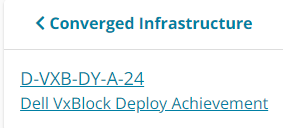 Converged Infrastructure
D-VXB-DY-A-24
Dell VxBlock Deploy Achievement